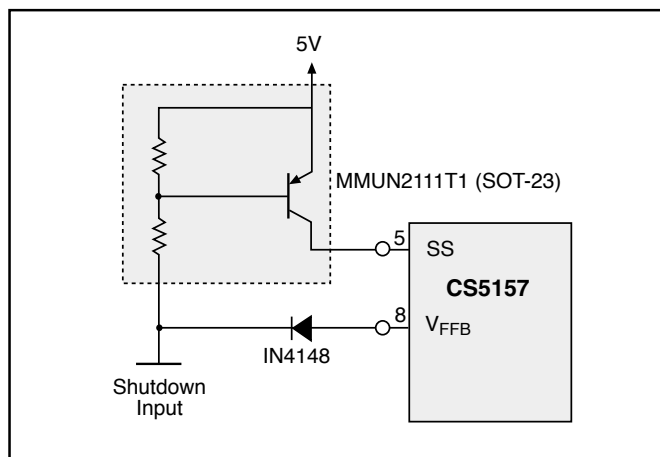 5V
MMUN2111T1 (SOT-23)
5
SS
CS5157
8
VFFB
IN4148
Shutdown
Input